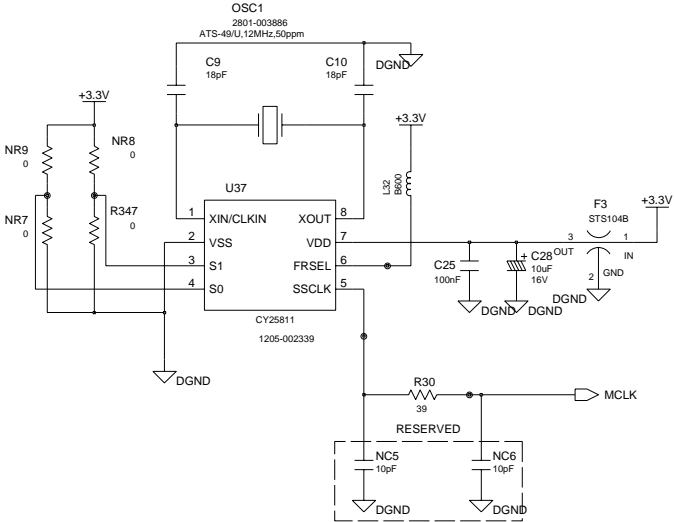 OSC1
2801-003886
ATS-49/U,12MHz,50ppm
C9
18pF
C10
18pF
DGND
+3.3V
NR9
0
NR8
0
NR7
0
R347
0
+3.3V
L32
B600
U37
1 XIN/CLKIN XOUT 8
2 VSS VDD 7
3 S1 FRSEL 6
4 S0 SSCLK 5
CY25811
1205-002339
DGND
C25
100nF
DGND
+ C28
10uF
16V
DGND
F3
STS104B
3 1
OUT IN
2 GND
DGND
+3.3V
R30
39
MCLK
RESERVED
NC5
10pF
DGND
NC6
10pF
DGND